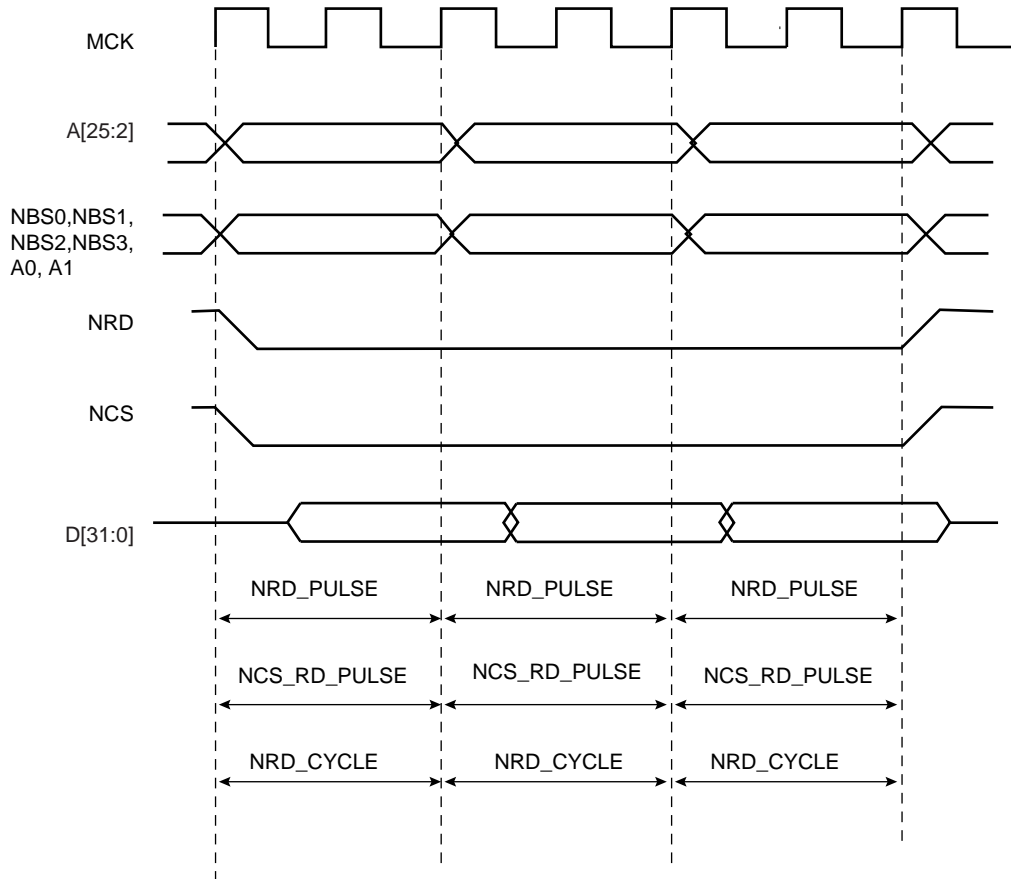 MCK
A[25:2]
NBS0,NBS1,
NBS2,NBS3,
A0, A1
NRD
NCS
D[31:0]
NRD_PULSE NRD_PULSE NRD_PULSE
NCS_RD_PULSE NCS_RD_PULSE NCS_RD_PULSE
NRD_CYCLE NRD_CYCLE NRD_CYCLE